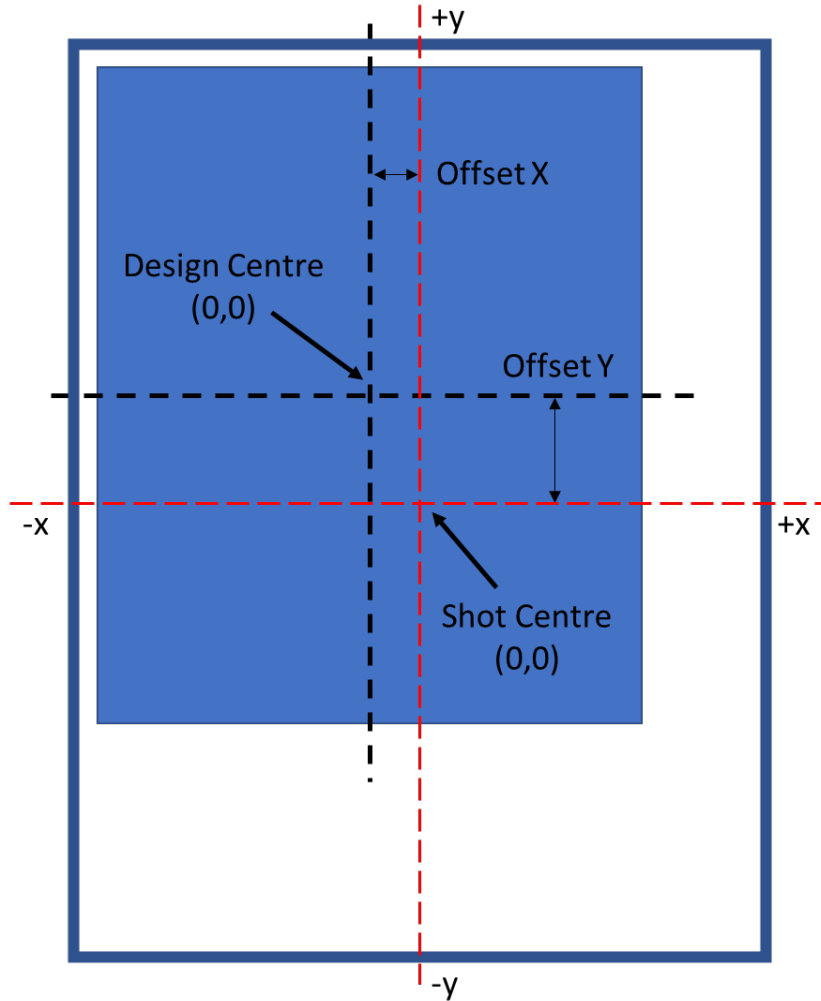 +y
Offset X
Design Centre
(0,0)
Offset Y
-x
+x
Shot Centre
(0,0)
-y